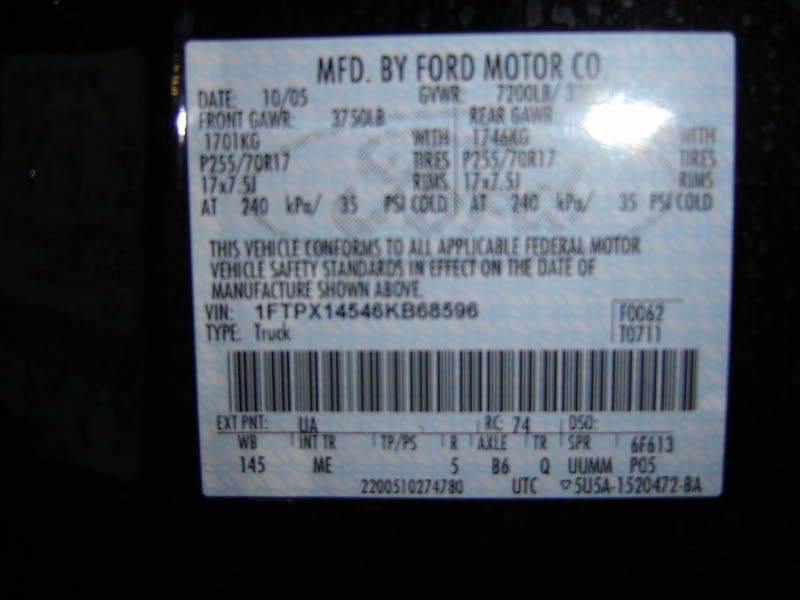 MFD. BY FORD MOTOR CO.
DATE: 10/05 GVWR: 7200LB/
FRONT GAWR: 3750LB REAR GAWR
1701KG WITH 1746KG WITH
P255/70R17 TIRES P255/70R17 TIRES
17x7.5J RIMS 17x7.5J RIMS
AT 240 kPa/ 35 PSI COLD AT 240 kPa/ 35 PSI COLD
THIS VEHICLE CONFORMS TO ALL APPLICABLE FEDERAL MOTOR
VEHICLE SAFETY STANDARDS IN EFFECT ON THE DATE OF
MANUFACTURE SHOWN ABOVE.
VIN: 1FTPX14546KB68596 F0062
TYPE: Truck T0711
EXT PNT: UA RC: 74 DSO:
WB INT TR TP/PS R AXLE TR SPR 6F613
145 ME 5 B6 Q UUMM P05
2200510274780 UTC ▽5U5A-1520472-BA